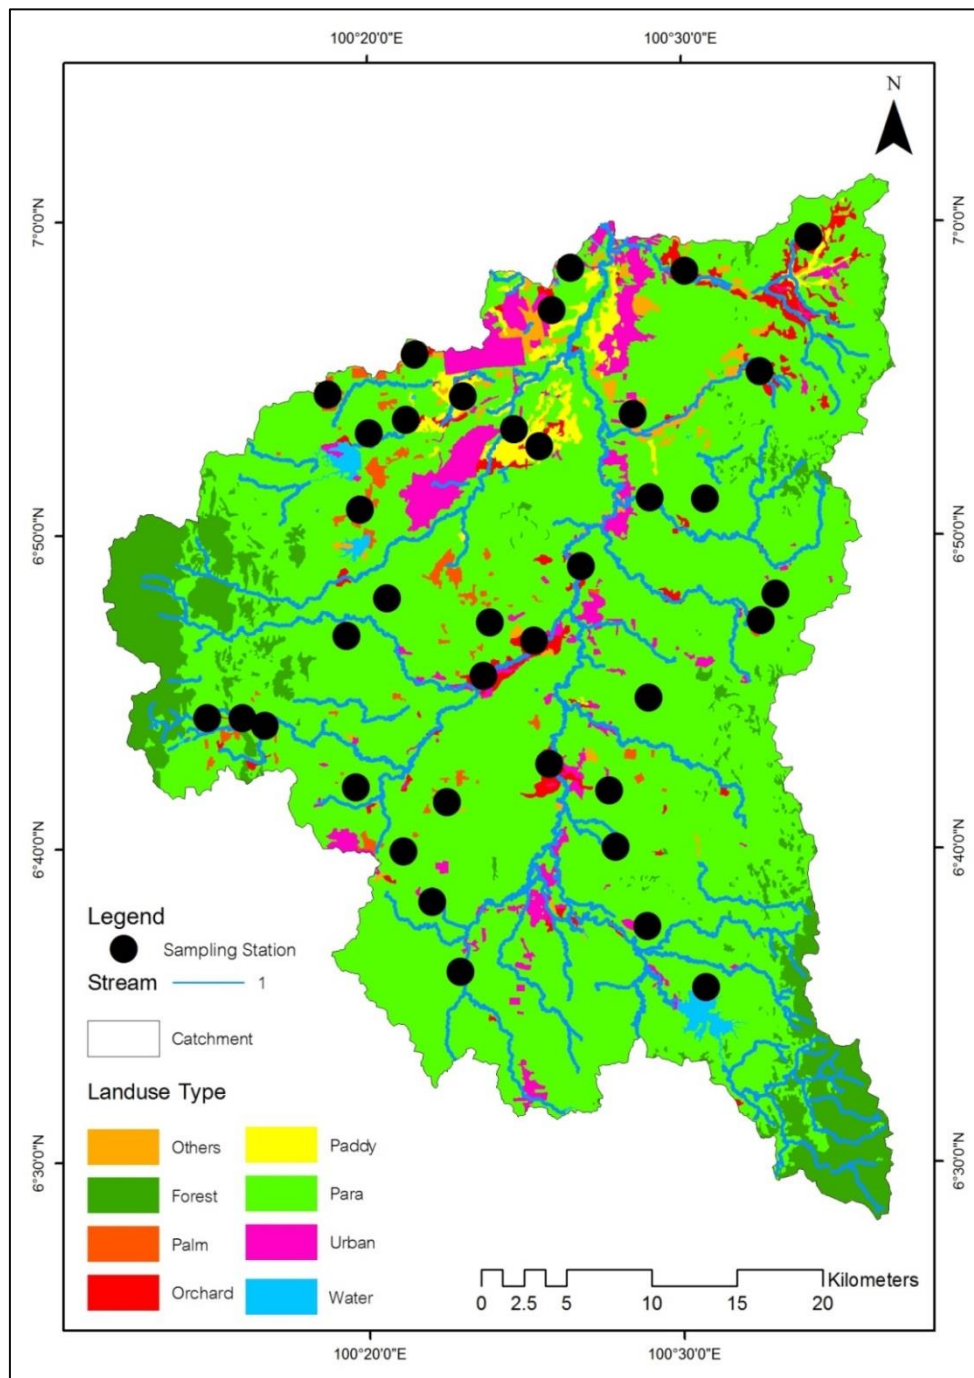 100°20'0"E 100°30'0"E
N
7°0'0"N 7°0'0"N
6°50'0"N 6°50'0"N
6°40'0"N 6°40'0"N
6°30'0"N 6°30'0"N
Legend
Sampling Station
Stream 1
Catchment
Landuse Type
Others Paddy
Forest Para
Palm Urban
Orchard Water
Kilometers
0 2.5 5 10 15 20
100°20'0"E 100°30'0"E